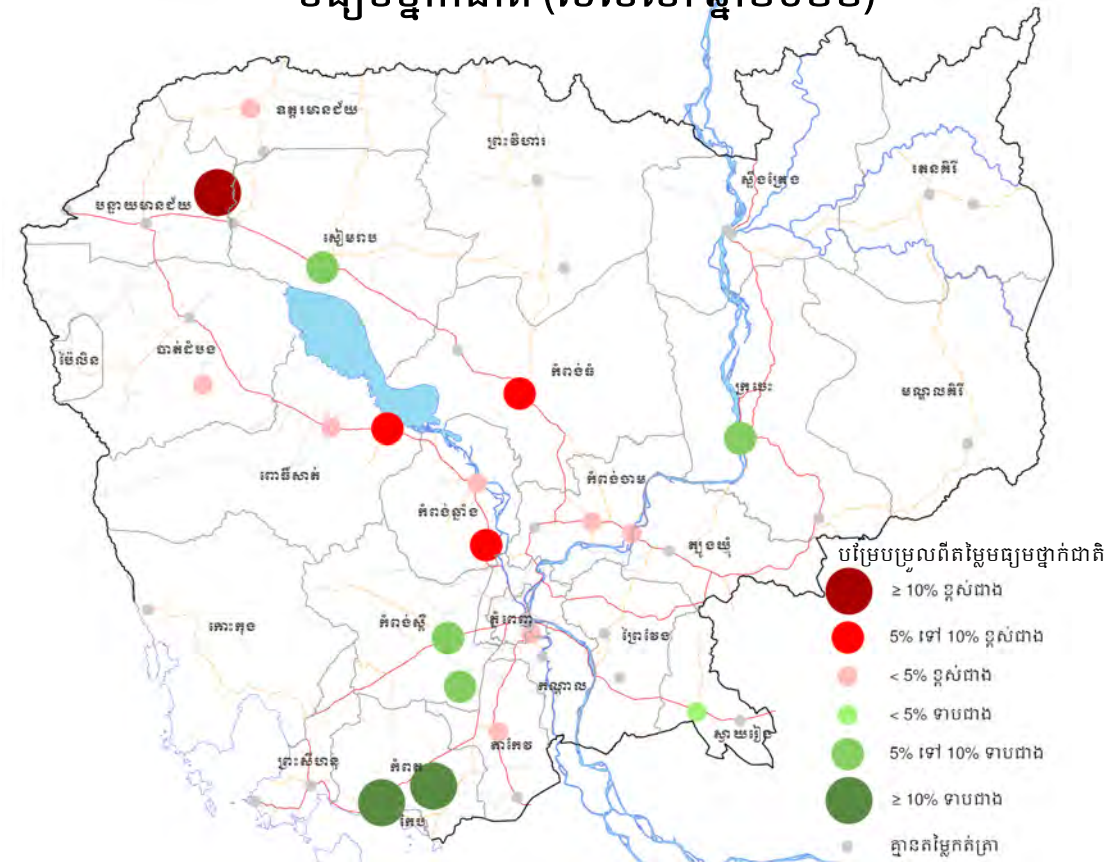 ឧត្តរមានជ័យ
ព្រះវិហារ
រតនគិរី
ស្ទឹងត្រែង
បន្ទាយមានជ័យ
សៀមរាប
បាត់ដំបង
ប៉ៃលិន
កំពង់ធំ
ក្រចេះ
មណ្ឌលគិរី
ពោធិ៍សាត់
កំពង់ចាម
កំពង់ឆ្នាំង
ត្បូងឃ្មុំ
បម្រែបម្រួលពីតម្លៃមធ្យមថ្នាក់ជាតិ
≥ 10% ខ្ពស់ជាង
កោះកុង
កំពង់ស្ពឺ
ភ្នំពេញ
ព្រៃវែង
5% ទៅ 10% ខ្ពស់ជាង
< 5% ខ្ពស់ជាង
កណ្តាល
< 5% ទាបជាង
ស្វាយរៀង
តាកែវ
5% ទៅ 10% ទាបជាង
ព្រះសីហនុ
កំពត
≥ 10% ទាបជាង
កែប
គ្មានតម្លៃកត់ត្រា